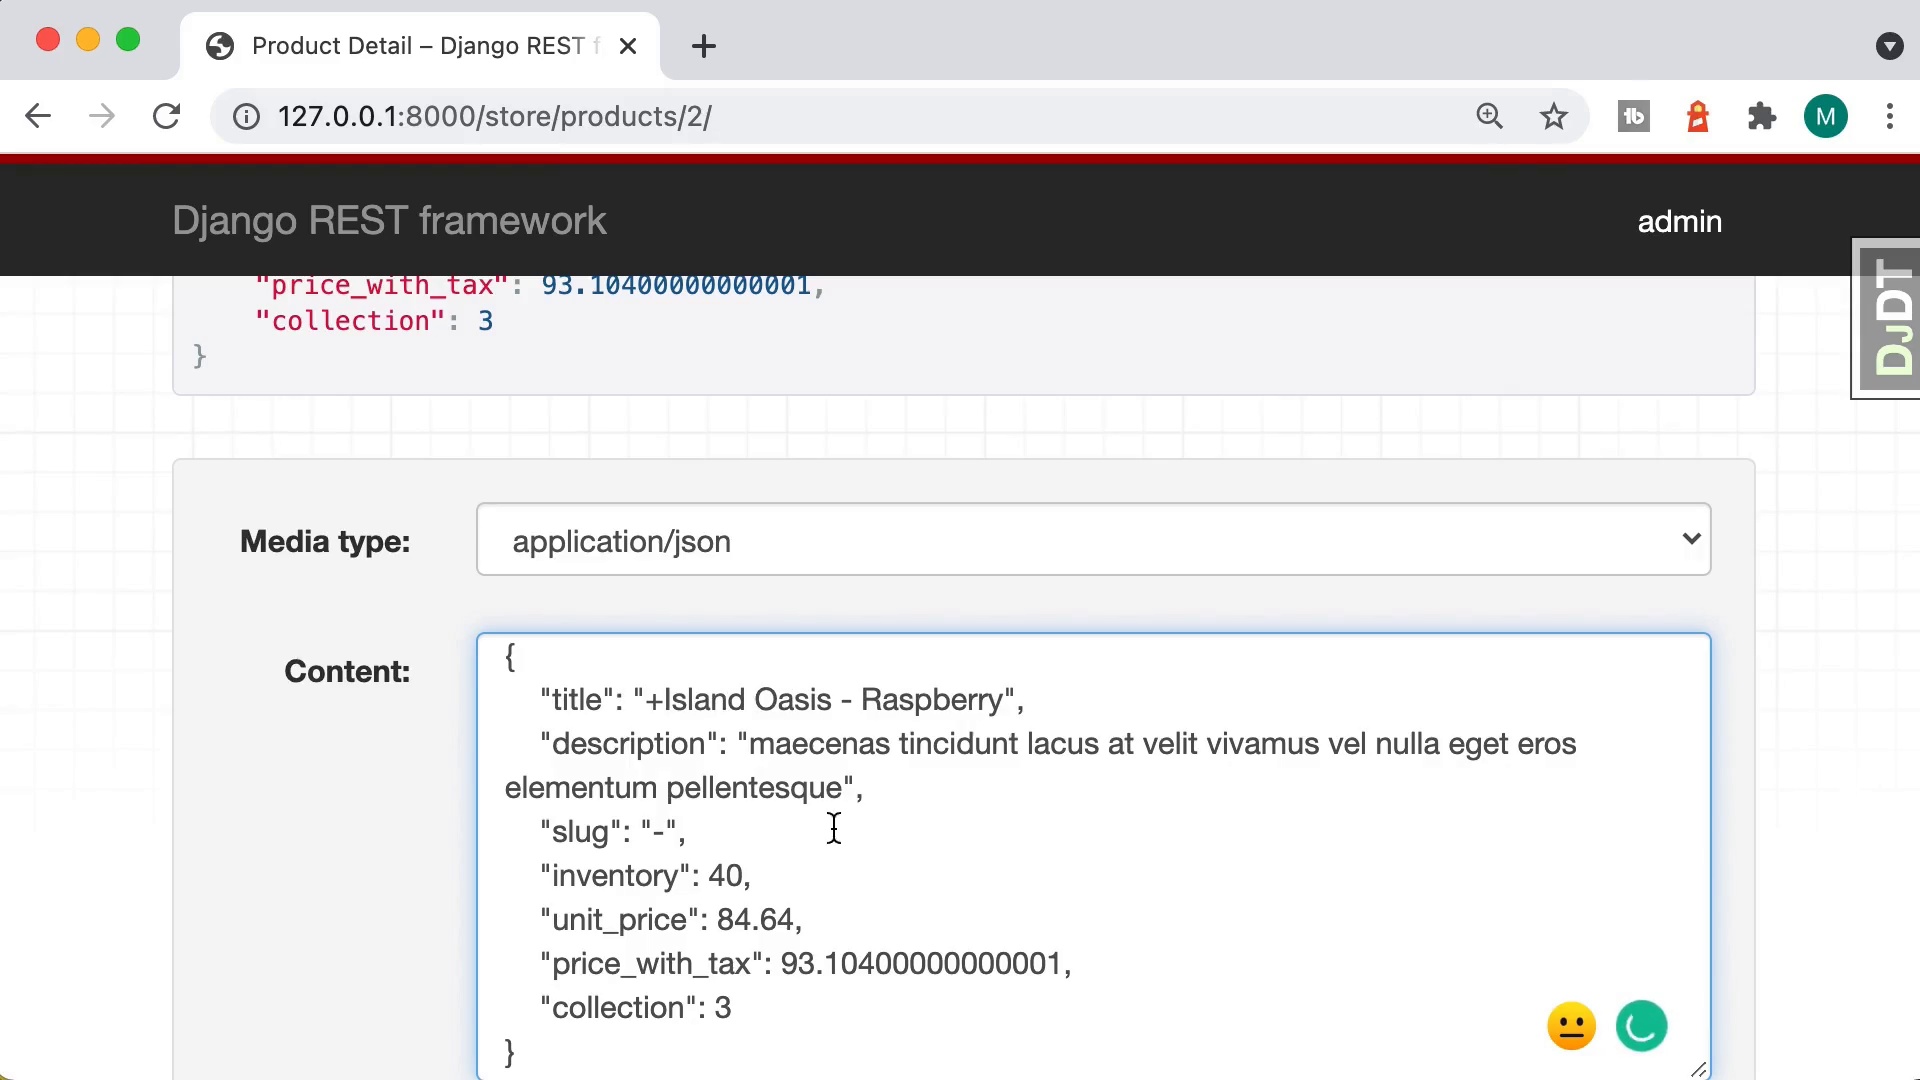 Product Detail – Django REST f
127.0.0.1:8000/store/products/2/
tb
M
Django REST framework
admin
DJDT
"price_with_tax": 93.10400000000001,
"collection": 3
}
Media type:
application/json
Content:
{
"title": "+Island Oasis - Raspberry",
"description": "maecenas tincidunt lacus at velit vivamus vel nulla eget eros
elementum pellentesque",
"slug": "-",
"inventory": 40,
"unit_price": 84.64,
"price_with_tax": 93.10400000000001,
"collection": 3
}